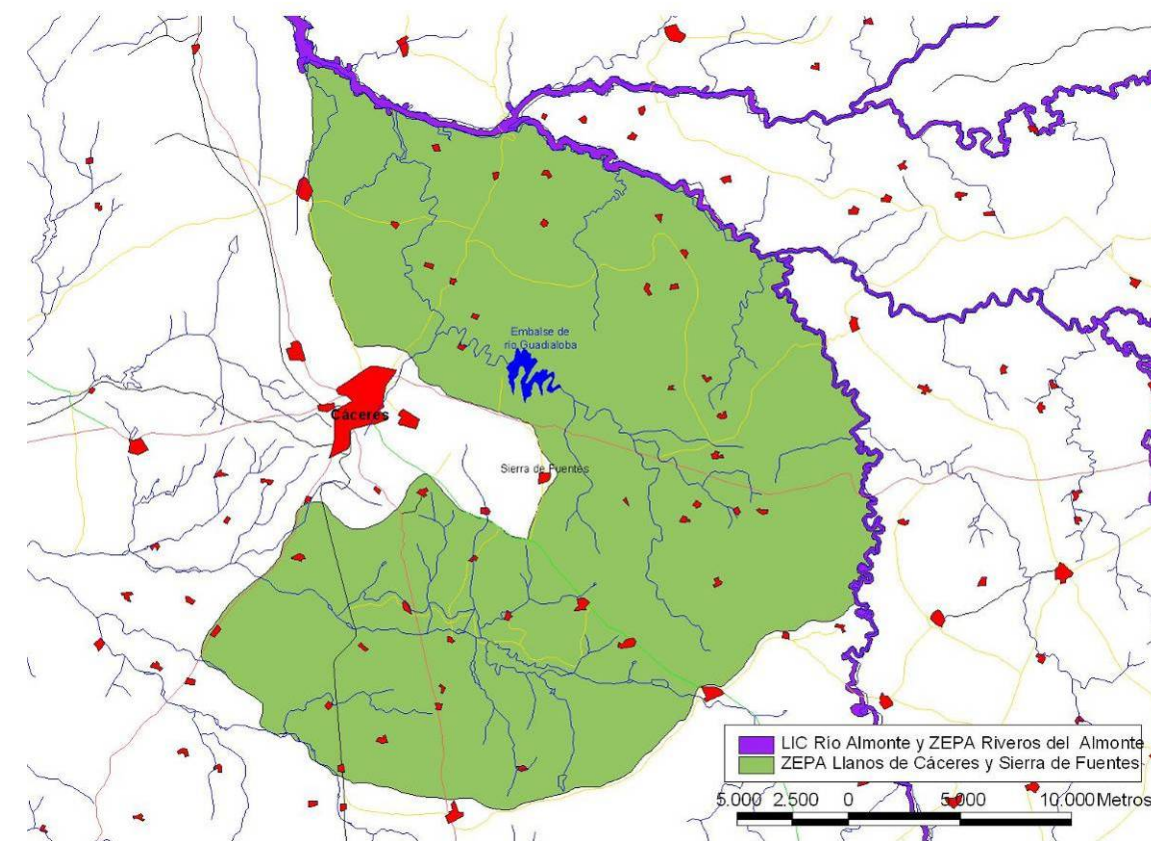 Embalse de
río Guadialoba
Cáceres
Sierra de Fuentes
LIC Río Almonte y ZEPA Riveros del Almonte
ZEPA Llanos de Cáceres y Sierra de Fuentes
5.000 2.500 0 5.000 10.000 Metros